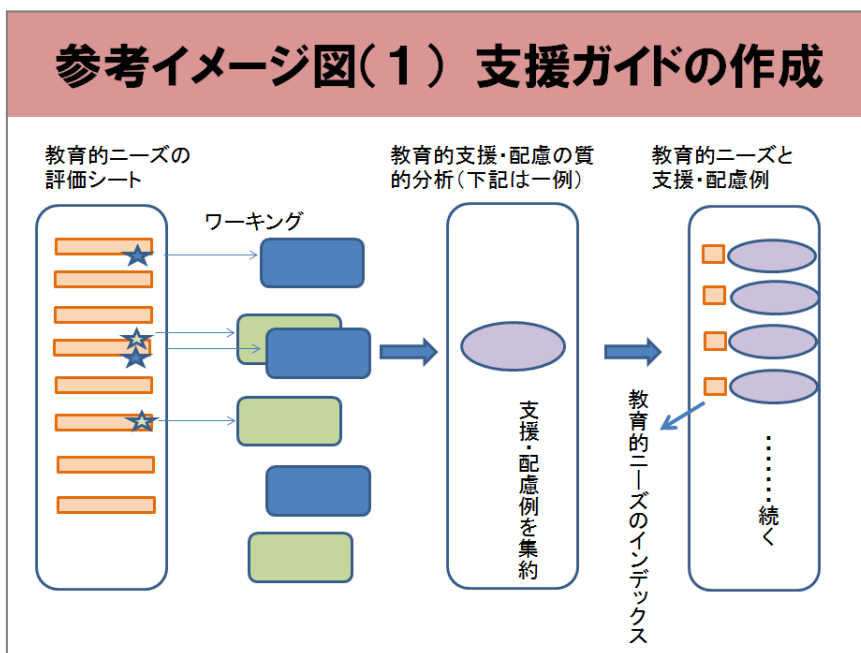 参考イメージ図(１) 支援ガイドの作成
教育的ニーズの
評価シート
ワーキング
教育的支援・配慮の質
的分析(下記は一例)
支援・配慮例を集約
教育的ニーズと
支援・配慮例
教育的ニーズのインデックス
………続く